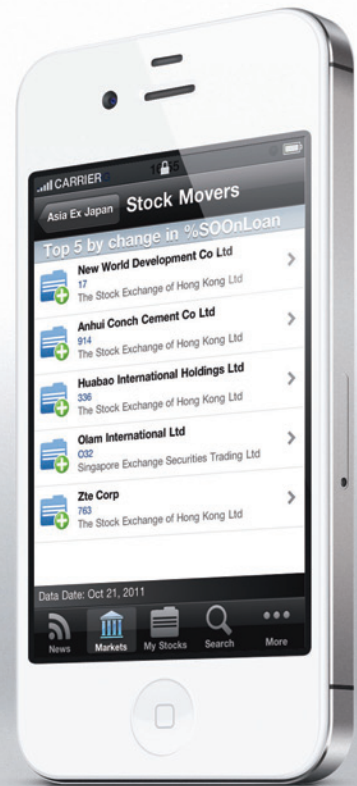 CARRIER
Asia Ex Japan
Stock Movers
Top 5 by change in %SOOnLoan
New World Development Co Ltd
17
The Stock Exchange of Hong Kong Ltd
Anhui Conch Cement Co Ltd
914
The Stock Exchange of Hong Kong Ltd
Huabao International Holdings Ltd
336
The Stock Exchange of Hong Kong Ltd
Olam International Ltd
O32
Singapore Exchange Securities Trading Ltd
Zte Corp
763
The Stock Exchange of Hong Kong Ltd
Data Date: Oct 21, 2011
News
Markets
My Stocks
Search
More